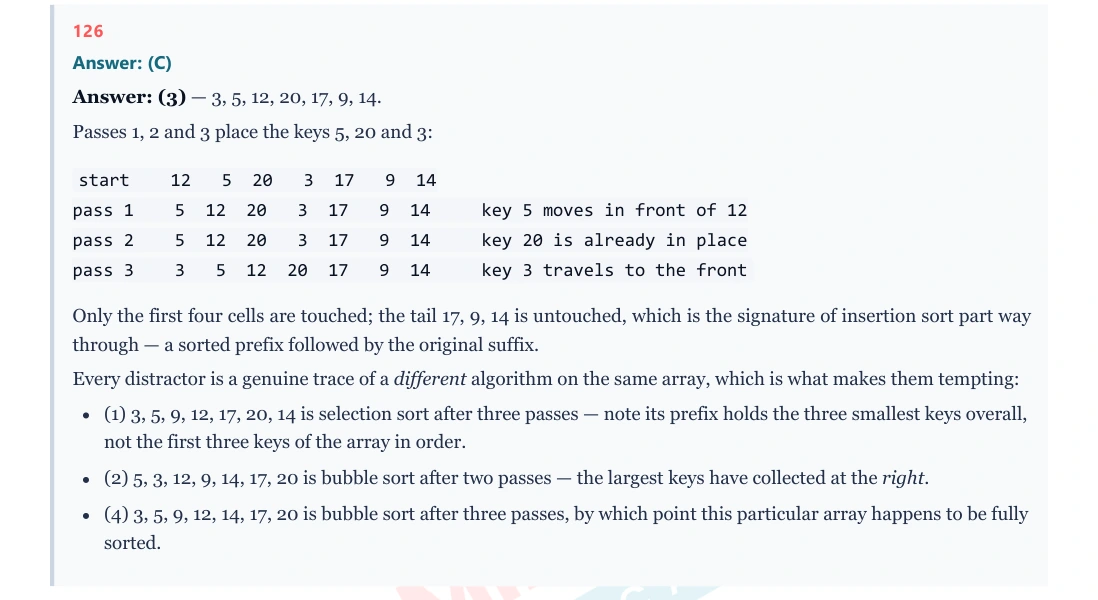 126
Answer: (C)
Answer: (3) — 3, 5, 12, 20, 17, 9, 14.
Passes 1, 2 and 3 place the keys 5, 20 and 3:
start 12 5 20 3 17 9 14
pass 1 5 12 20 3 17 9 14 key 5 moves in front of 12
pass 2 5 12 20 3 17 9 14 key 20 is already in place
pass 3 3 5 12 20 17 9 14 key 3 travels to the front
Only the first four cells are touched; the tail 17, 9, 14 is untouched, which is the signature of insertion sort part way
through — a sorted prefix followed by the original suffix.
Every distractor is a genuine trace of a different algorithm on the same array, which is what makes them tempting:
• (1) 3, 5, 9, 12, 17, 20, 14 is selection sort after three passes — note its prefix holds the three smallest keys overall,
not the first three keys of the array in order.
• (2) 5, 3, 12, 9, 14, 17, 20 is bubble sort after two passes — the largest keys have collected at the right.
• (4) 3, 5, 9, 12, 14, 17, 20 is bubble sort after three passes, by which point this particular array happens to be fully
sorted.